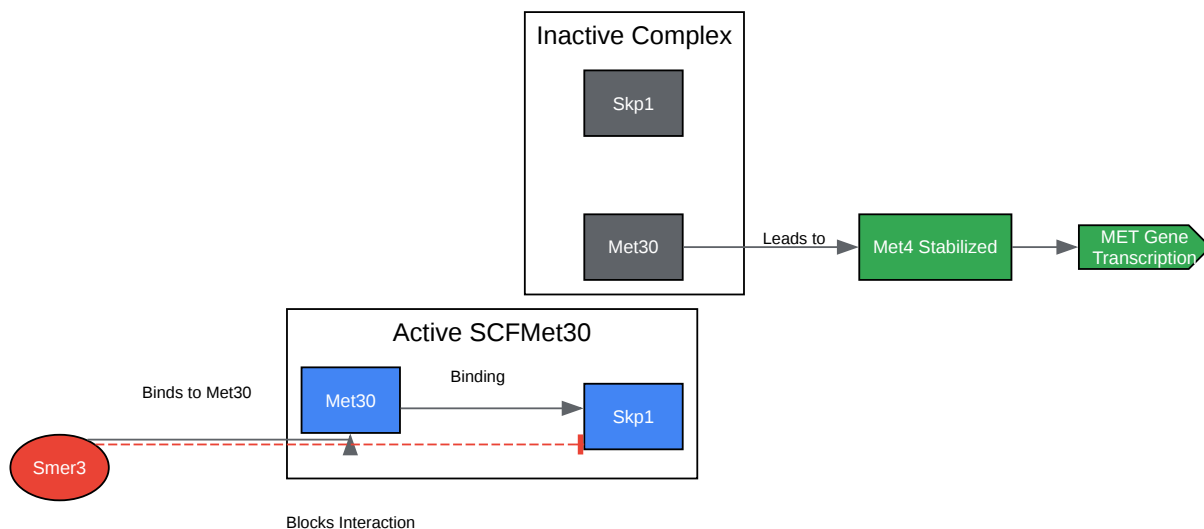 Inactive Complex
Skp1
Met30
Leads to
Met4 Stabilized
MET Gene
Transcription
Active SCFMet30
Binds to Met30
Met30
Binding
Skp1
Smer3
Blocks Interaction